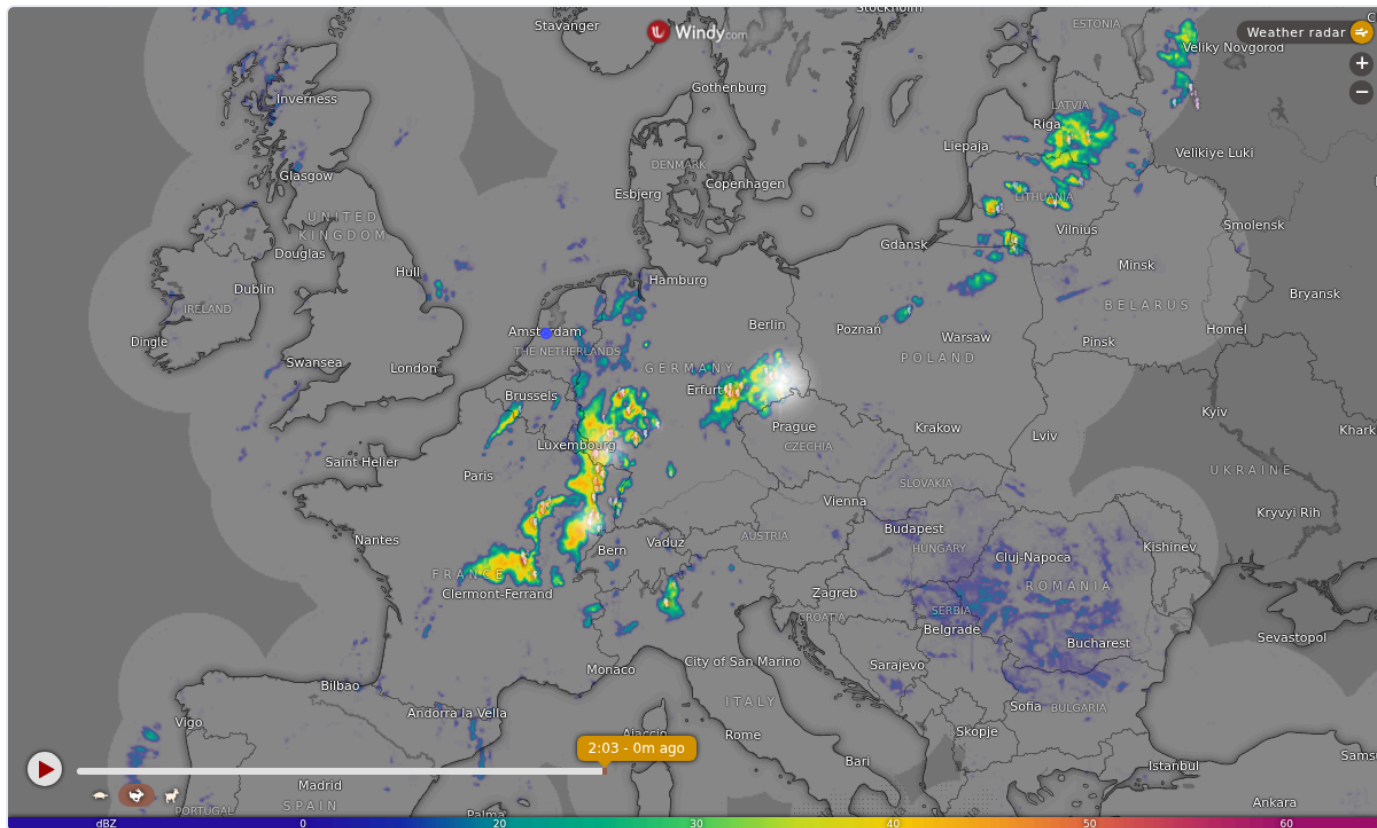 Stockholm
Stavanger
Windy.com
ESTONIA
Weather radar
Veliky Novgorod
+
−
Inverness
Gothenburg
LATVIA
Riga
Liepaja
Velikiye Luki
Glasgow
DENMARK
Esbjerg
Copenhagen
LITHUANIA
UNITED
KINGDOM
Vilnius
Smolensk
Douglas
Gdansk
Hull
Minsk
Hamburg
Dublin
IRELAND
BELARUS
Bryansk
Dingle
Amsterdam
Berlin
Poznań
Warsaw
Pinsk
Homel
THE NETHERLANDS
POLAND
Swansea
London
GERMANY
Brussels
Erfurt
Kyiv
Prague
Krakow
Lviv
Luxembourg
CZECHIA
Saint Helier
Paris
UKRAINE
SLOVAKIA
Vienna
Kryvyi Rih
Nantes
Budapest
Bern
Vaduz
AUSTRIA
HUNGARY
Cluj-Napoca
Kishinev
FRANCE
ROMANIA
Clermont-Ferrand
Zagreb
SERBIA
CROATIA
Belgrade
Bucharest
Sevastopol
Monaco
City of San Marino
Sarajevo
Bilbao
ITALY
Sofia
BULGARIA
Vigo
Andorra la Vella
Ajaccio
Rome
Skopje
2:03 - 0m ago
Bari
Istanbul
Madrid
SPAIN
PORTUGAL
Palma
Ankara
dBZ 0 20 30 40 50 60